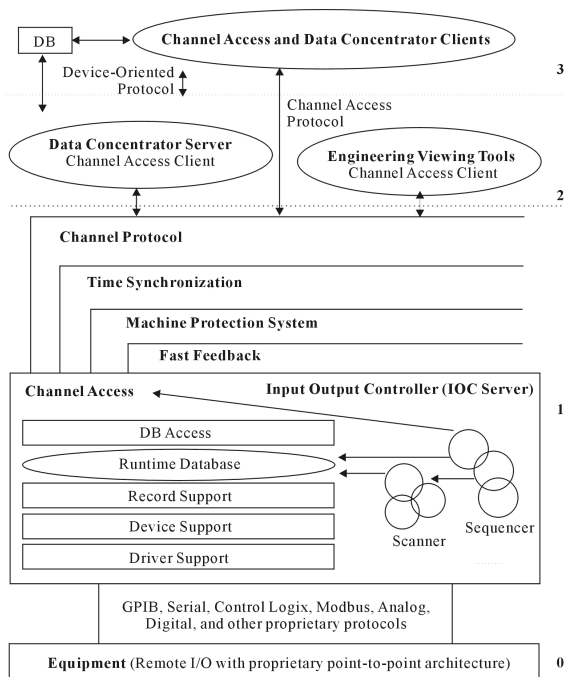 DB
Channel Access and Data Concentrator Clients
Device-Oriented
Protocol
3
Channel Access
Protocol
Data Concentrator Server
Channel Access Client
Engineering Viewing Tools
Channel Access Client
2
Channel Protocol
Time Synchronization
Machine Protection System
Fast Feedback
Channel Access
Input Output Controller (IOC Server)
1
DB Access
Runtime Database
Record Support
Device Support
Driver Support
Scanner
Sequencer
GPIB, Serial, Control Logix, Modbus, Analog,
Digital, and other proprietary protocols
Equipment (Remote I/O with proprietary point-to-point architecture)
0